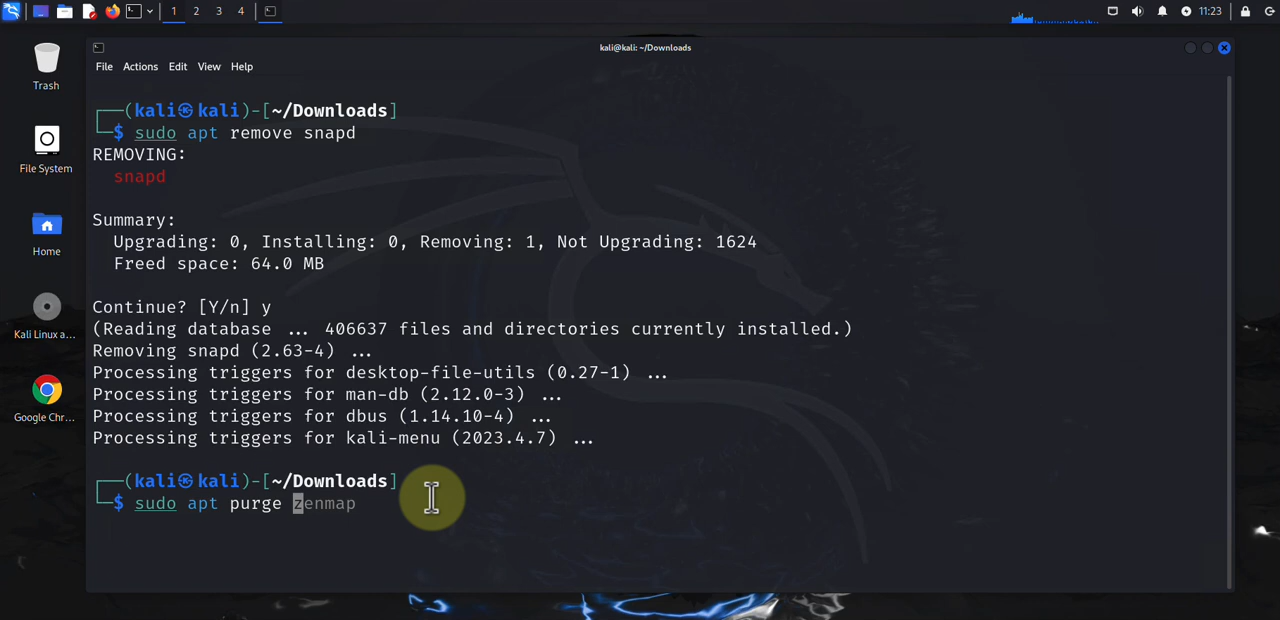 1 2 3 4
11:23
kali@kali: ~/Downloads
File Actions Edit View Help
Trash
File System
Home
Kali Linux a...
Google Chr...
┌──(kali㉿kali)-[~/Downloads]
└─$ sudo apt remove snapd
REMOVING:
snapd
Summary:
Upgrading: 0, Installing: 0, Removing: 1, Not Upgrading: 1624
Freed space: 64.0 MB
Continue? [Y/n] y
(Reading database ... 406637 files and directories currently installed.)
Removing snapd (2.63-4) ...
Processing triggers for desktop-file-utils (0.27-1) ...
Processing triggers for man-db (2.12.0-3) ...
Processing triggers for dbus (1.14.10-4) ...
Processing triggers for kali-menu (2023.4.7) ...
┌──(kali㉿kali)-[~/Downloads]
└─$ sudo apt purge zenmap